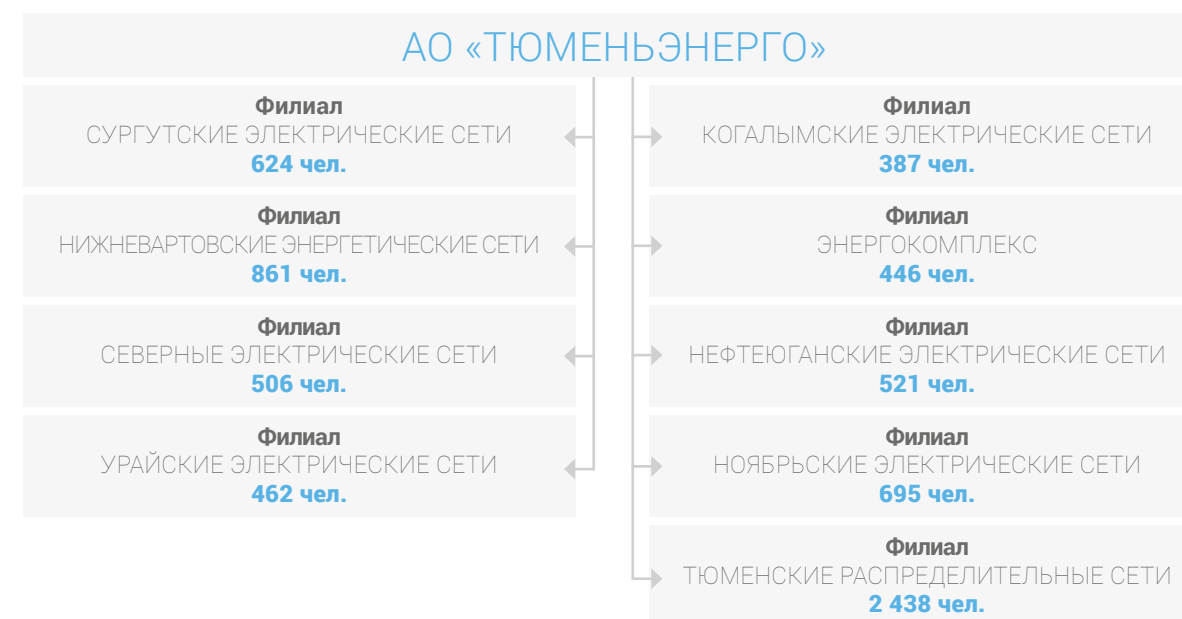 АО «ТЮМЕНЬЭНЕРГО»
Филиал
СУРГУТСКИЕ ЭЛЕКТРИЧЕСКИЕ СЕТИ
624 чел.
Филиал
НИЖНЕВАРТОВСКИЕ ЭНЕРГЕТИЧЕСКИЕ СЕТИ
861 чел.
Филиал
СЕВЕРНЫЕ ЭЛЕКТРИЧЕСКИЕ СЕТИ
506 чел.
Филиал
УРАЙСКИЕ ЭЛЕКТРИЧЕСКИЕ СЕТИ
462 чел.
Филиал
КОГАЛЫМСКИЕ ЭЛЕКТРИЧЕСКИЕ СЕТИ
387 чел.
Филиал
ЭНЕРГОКОМПЛЕКС
446 чел.
Филиал
НЕФТЕЮГАНСКИЕ ЭЛЕКТРИЧЕСКИЕ СЕТИ
521 чел.
Филиал
НОЯБРЬСКИЕ ЭЛЕКТРИЧЕСКИЕ СЕТИ
695 чел.
Филиал
ТЮМЕНСКИЕ РАСПРЕДЕЛИТЕЛЬНЫЕ СЕТИ
2 438 чел.